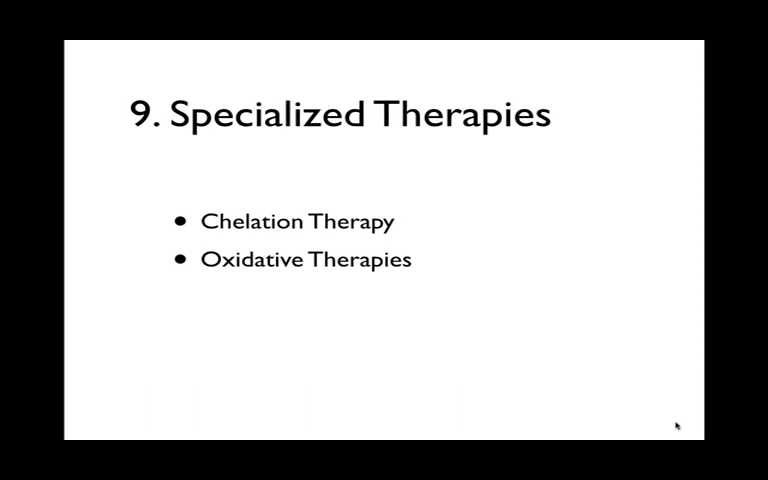 9. Specialized Therapies
• Chelation Therapy
• Oxidative Therapies